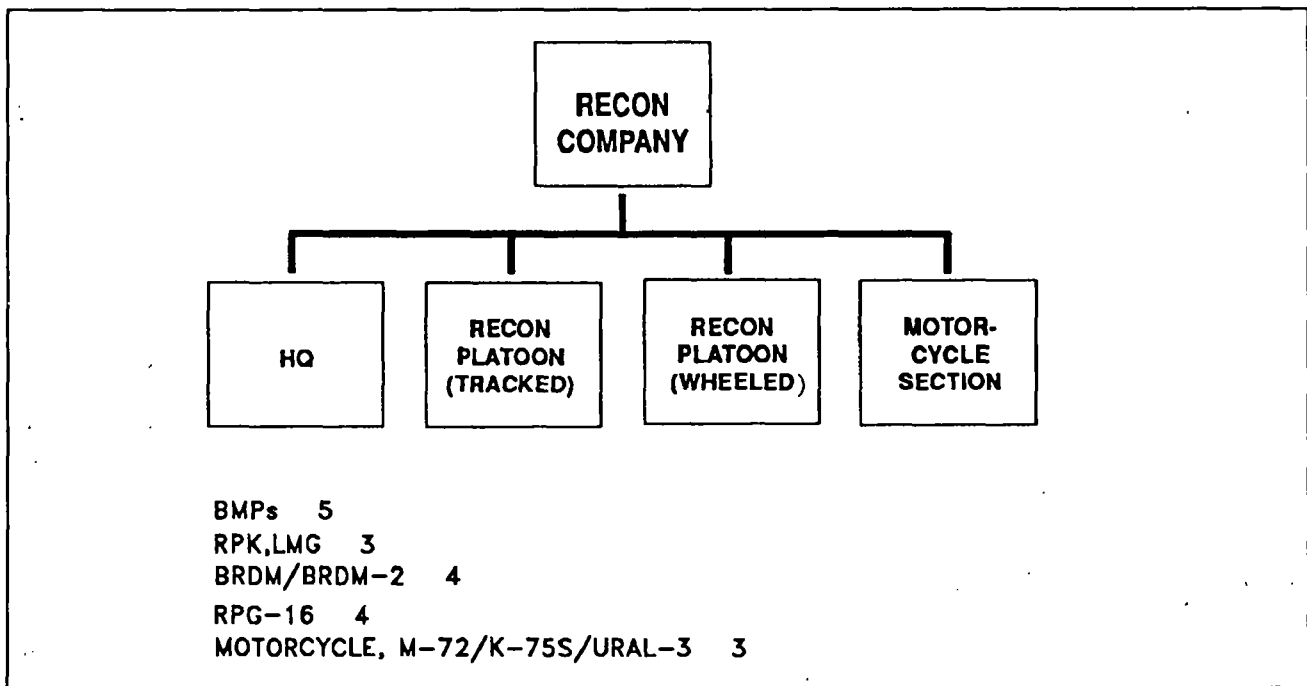 RECON
COMPANY
HQ
RECON
PLATOON
(TRACKED)
RECON
PLATOON
(WHEELED)
MOTOR-
CYCLE
SECTION
BMPs 5
RPK,LMG 3
BRDM/BRDM-2 4
RPG-16 4
MOTORCYCLE, M-72/K-75S/URAL-3 3